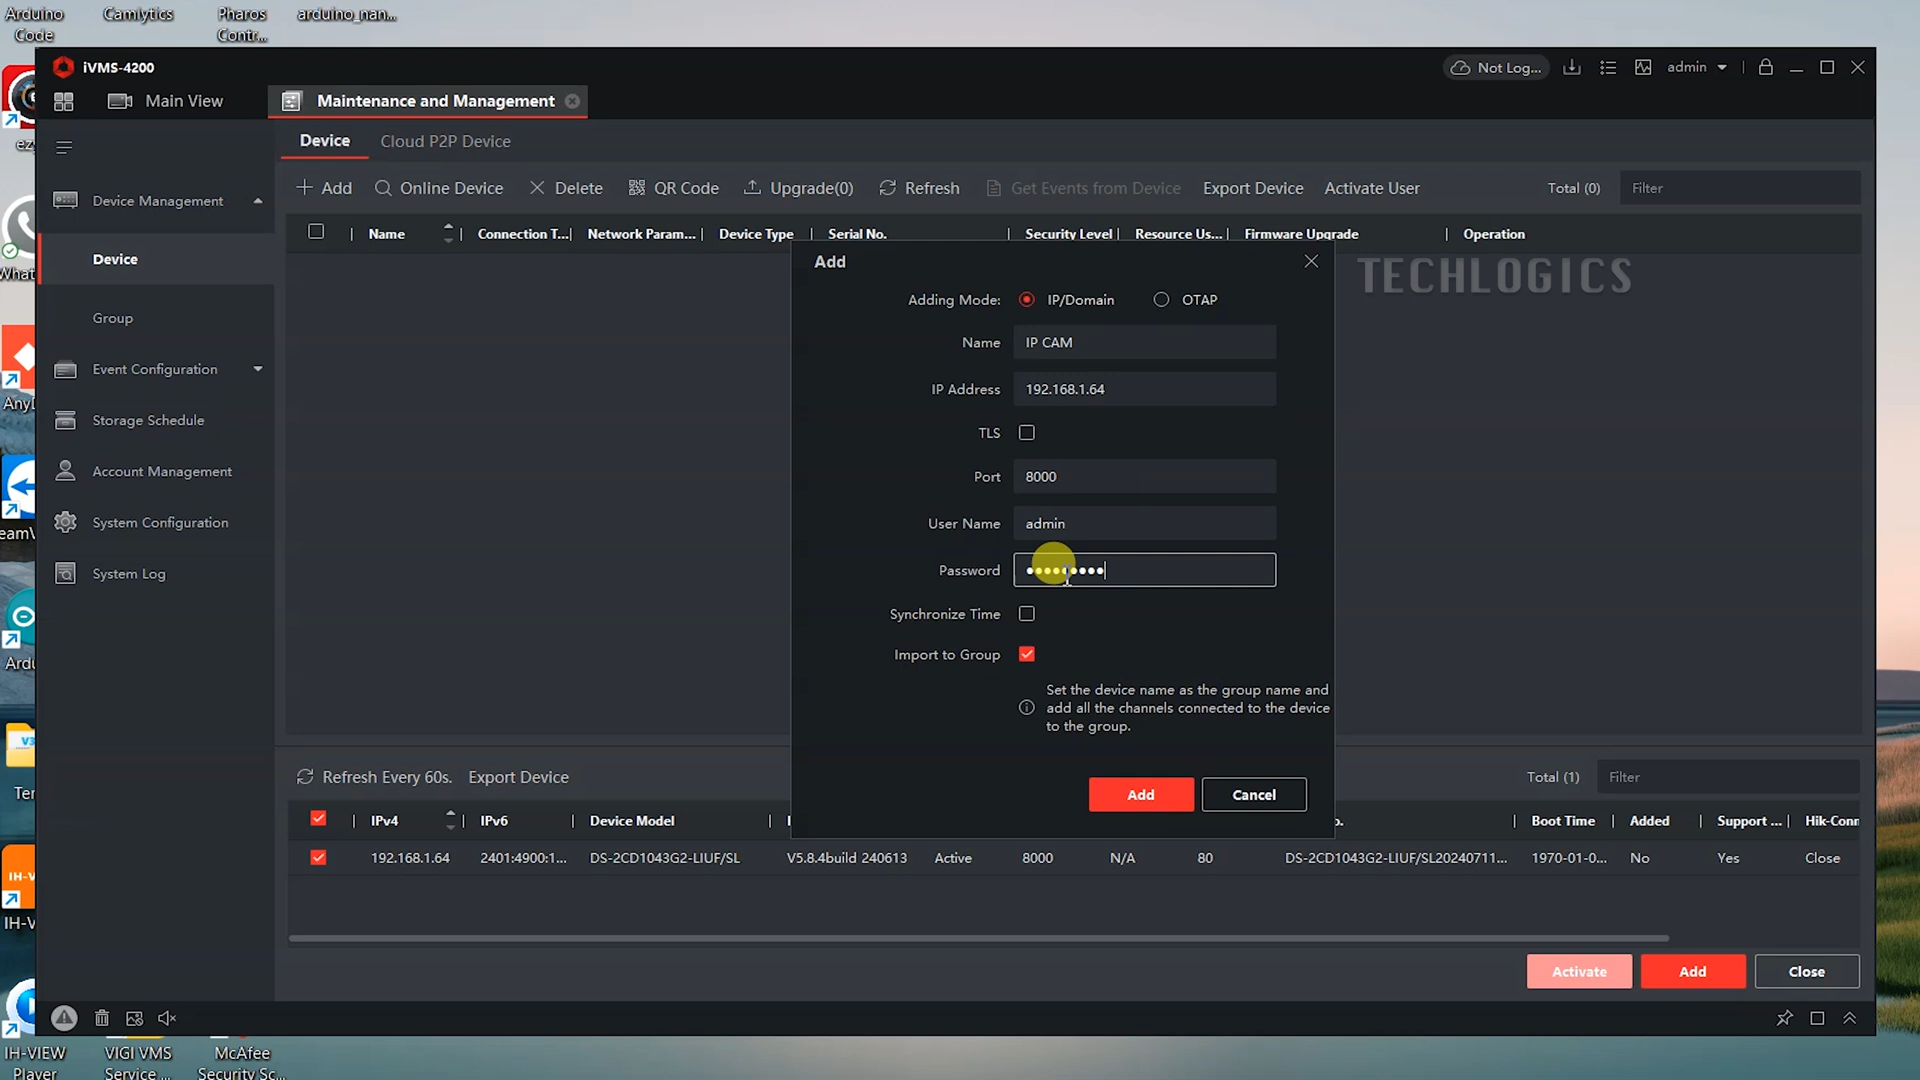 Arduino Code
Camlytics
Pharos Contr...
arduino_nan...
iVMS-4200
Not Log...
admin
Main View
Maintenance and Management
Device
Cloud P2P Device
Add
Online Device
Delete
QR Code
Upgrade(0)
Refresh
Get Events from Device
Export Device
Activate User
Total (0)
Filter
Name
Connection T...
Network Param...
Device Type
Serial No.
Security Level
Resource Us...
Firmware Upgrade
Operation
Device Management
Device
Group
Event Configuration
Storage Schedule
Account Management
System Configuration
System Log
TECHLOGICS
Add
Adding Mode:
IP/Domain
OTAP
Name
IP CAM
IP Address
192.168.1.64
TLS
Port
8000
User Name
admin
Password
Synchronize Time
Import to Group
Set the device name as the group name and
add all the channels connected to the device
to the group.
Add
Cancel
Refresh Every 60s.
Export Device
Total (1)
Filter
IPv4
IPv6
Device Model
Boot Time
Added
Support ...
Hik-Conn
192.168.1.64
2401:4900:1...
DS-2CD1043G2-LIUF/SL
V5.8.4build 240613
Active
8000
N/A
80
DS-2CD1043G2-LIUF/SL20240711...
1970-01-0...
No
Yes
Close
Activate
Add
Close
IH-VIEW
Player
VIGI VMS
Service ...
McAfee
Security Sc...